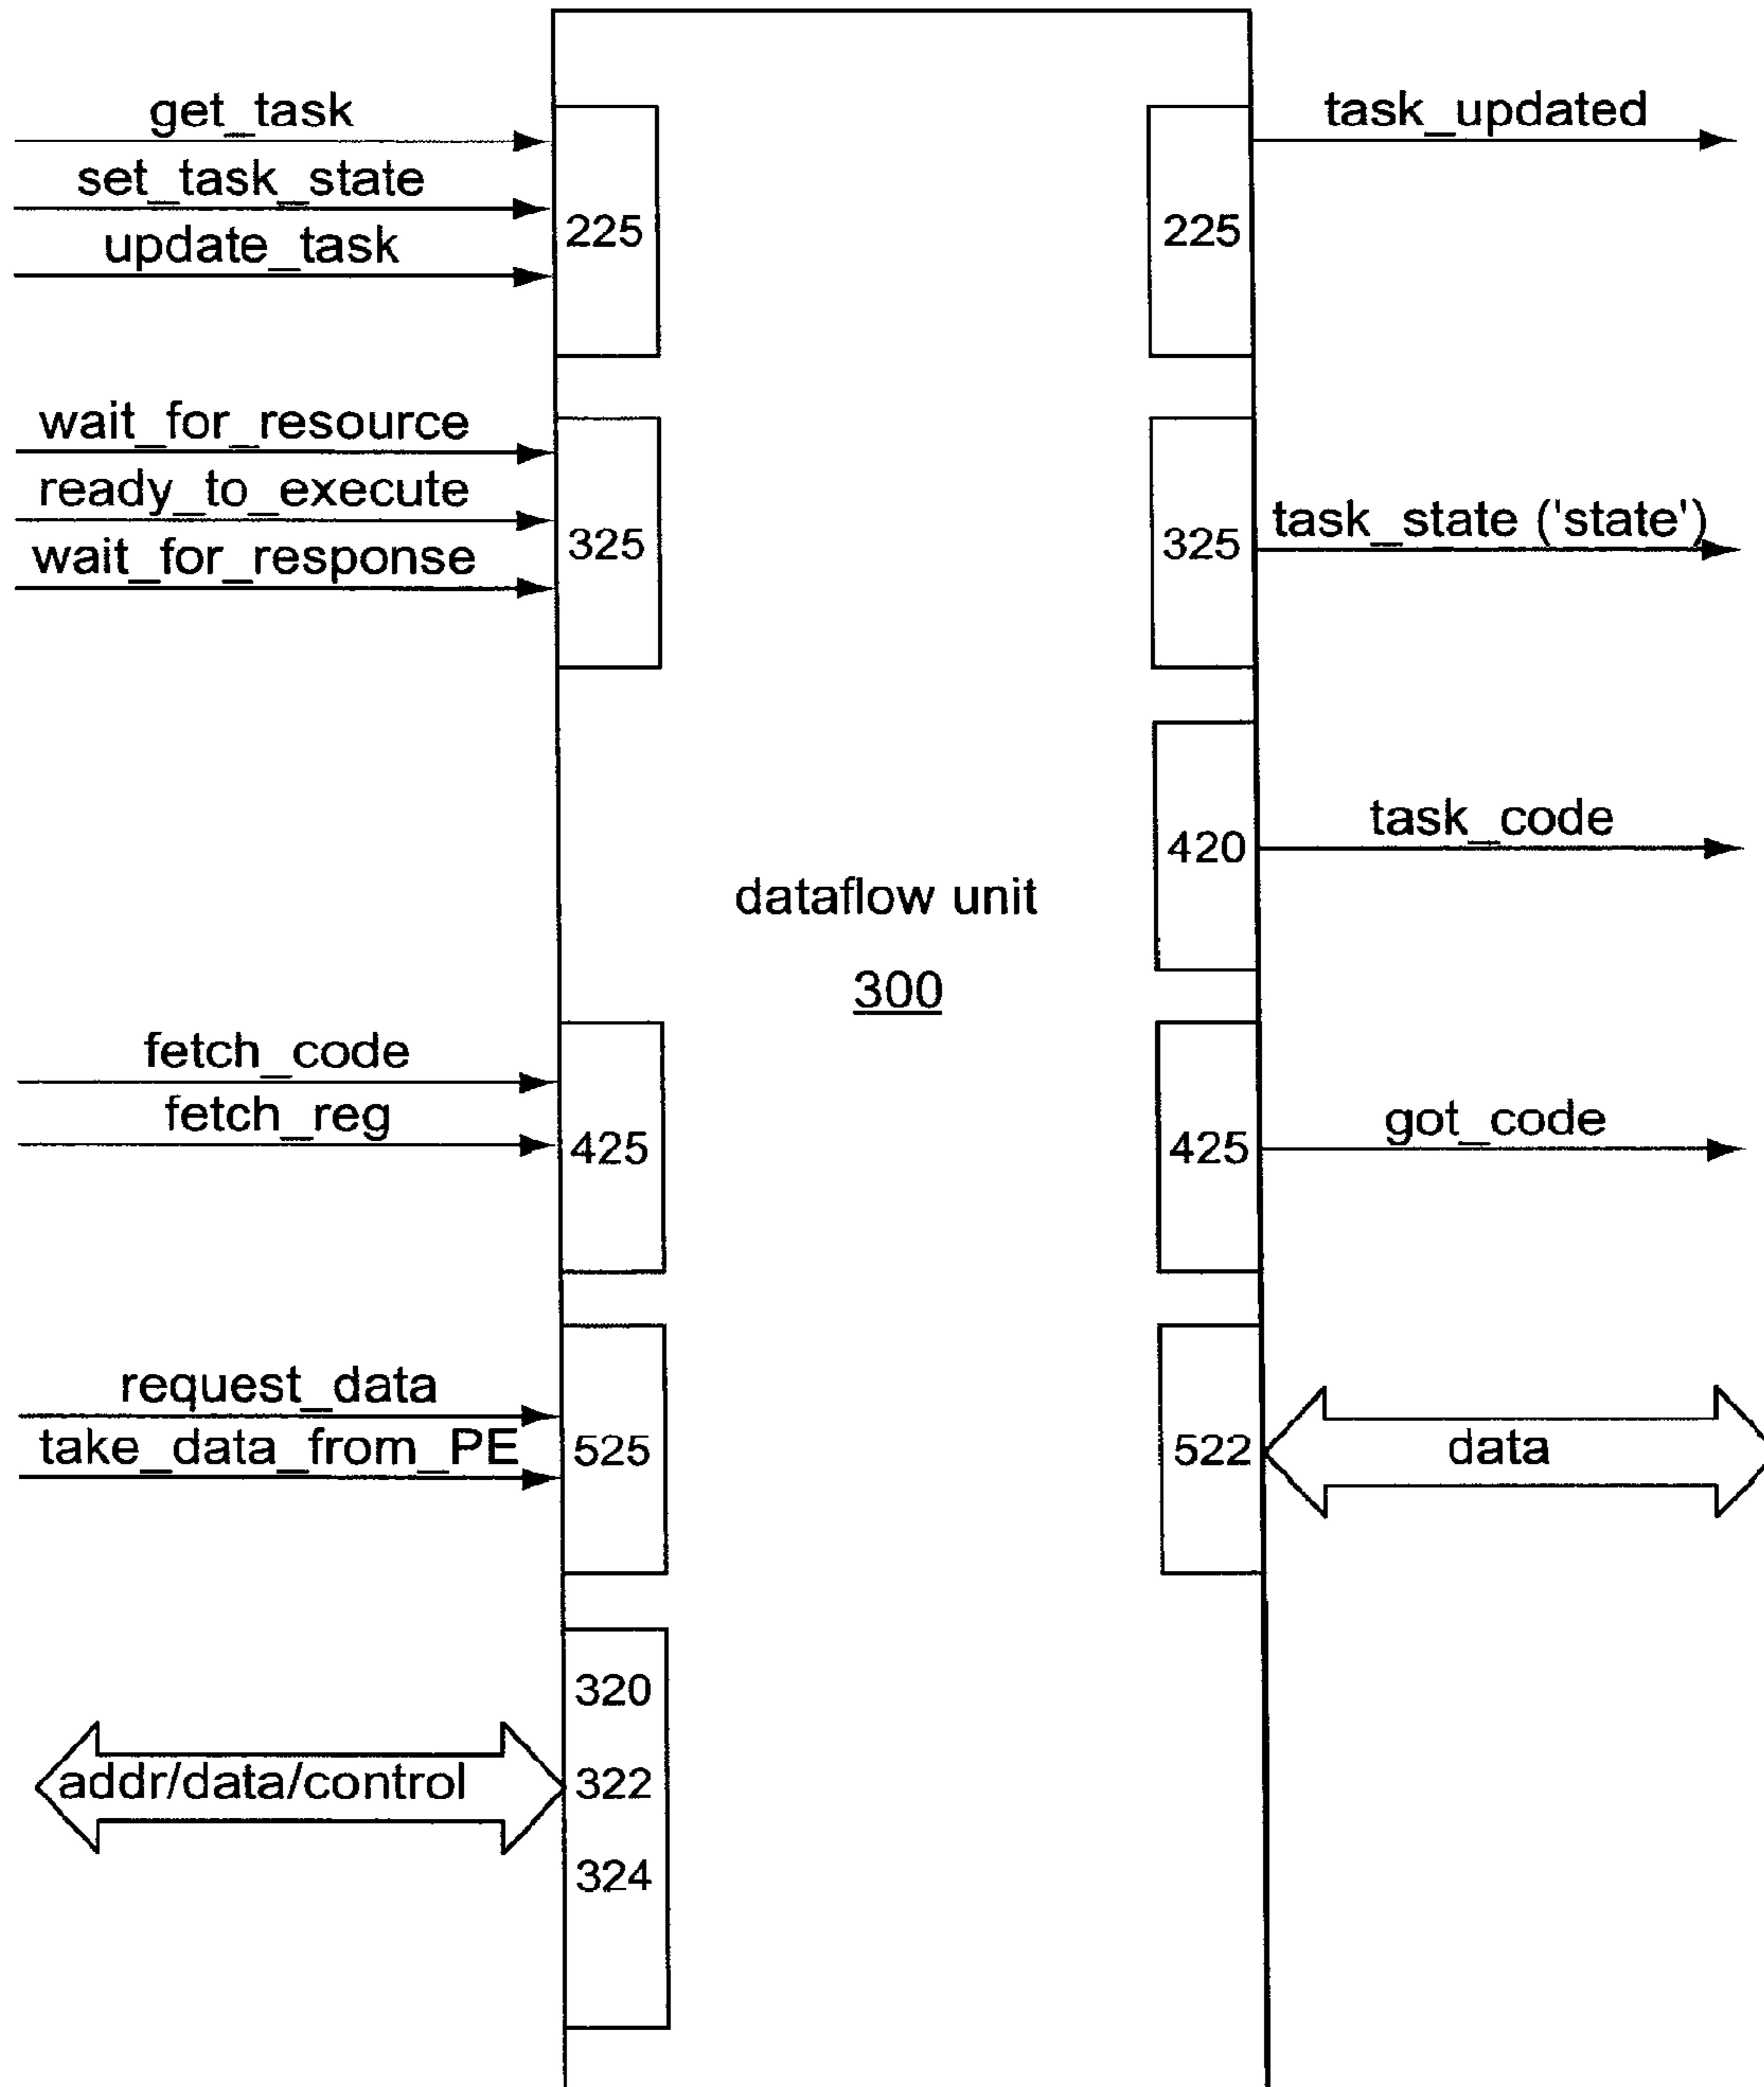 get_task
task_updated
set_task_state
update_task
225
225
wait_for_resource
ready_to_execute
wait_for_response
325
325
task_state ('state')
420
task_code
dataflow unit
300
fetch_code
fetch_reg
425
425
got_code
request_data
take_data_from_PE
525
522
data
320
addr/data/control
322
324